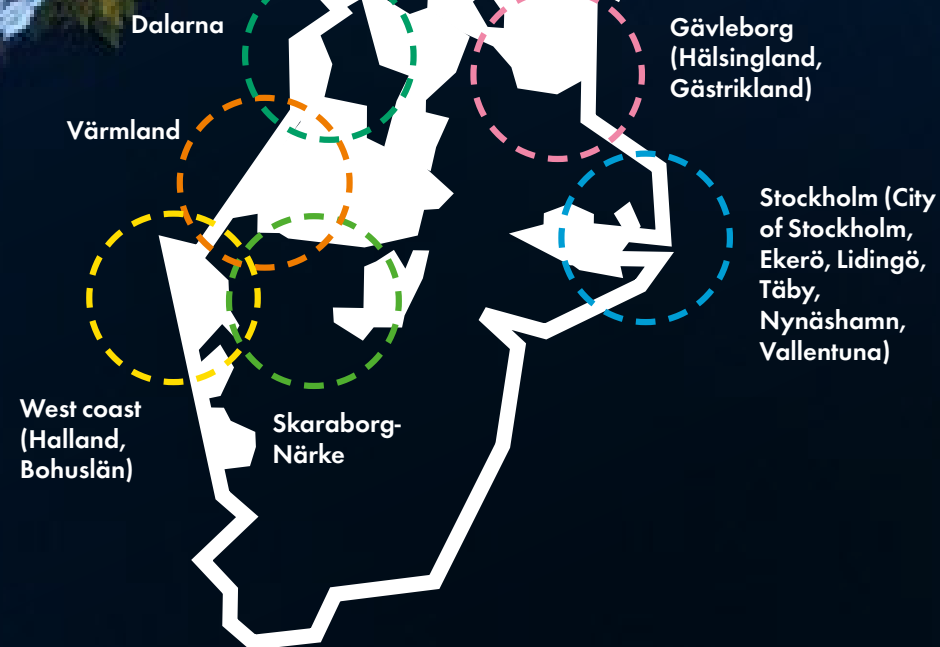 Dalarna
Gävleborg
(Hälsingland,
Gästrikland)
Värmland
Stockholm (City
of Stockholm,
Ekerö, Lidingö,
Täby,
Nynäshamn,
Vallentuna)
West coast
(Halland,
Bohuslän)
Skaraborg-
Närke